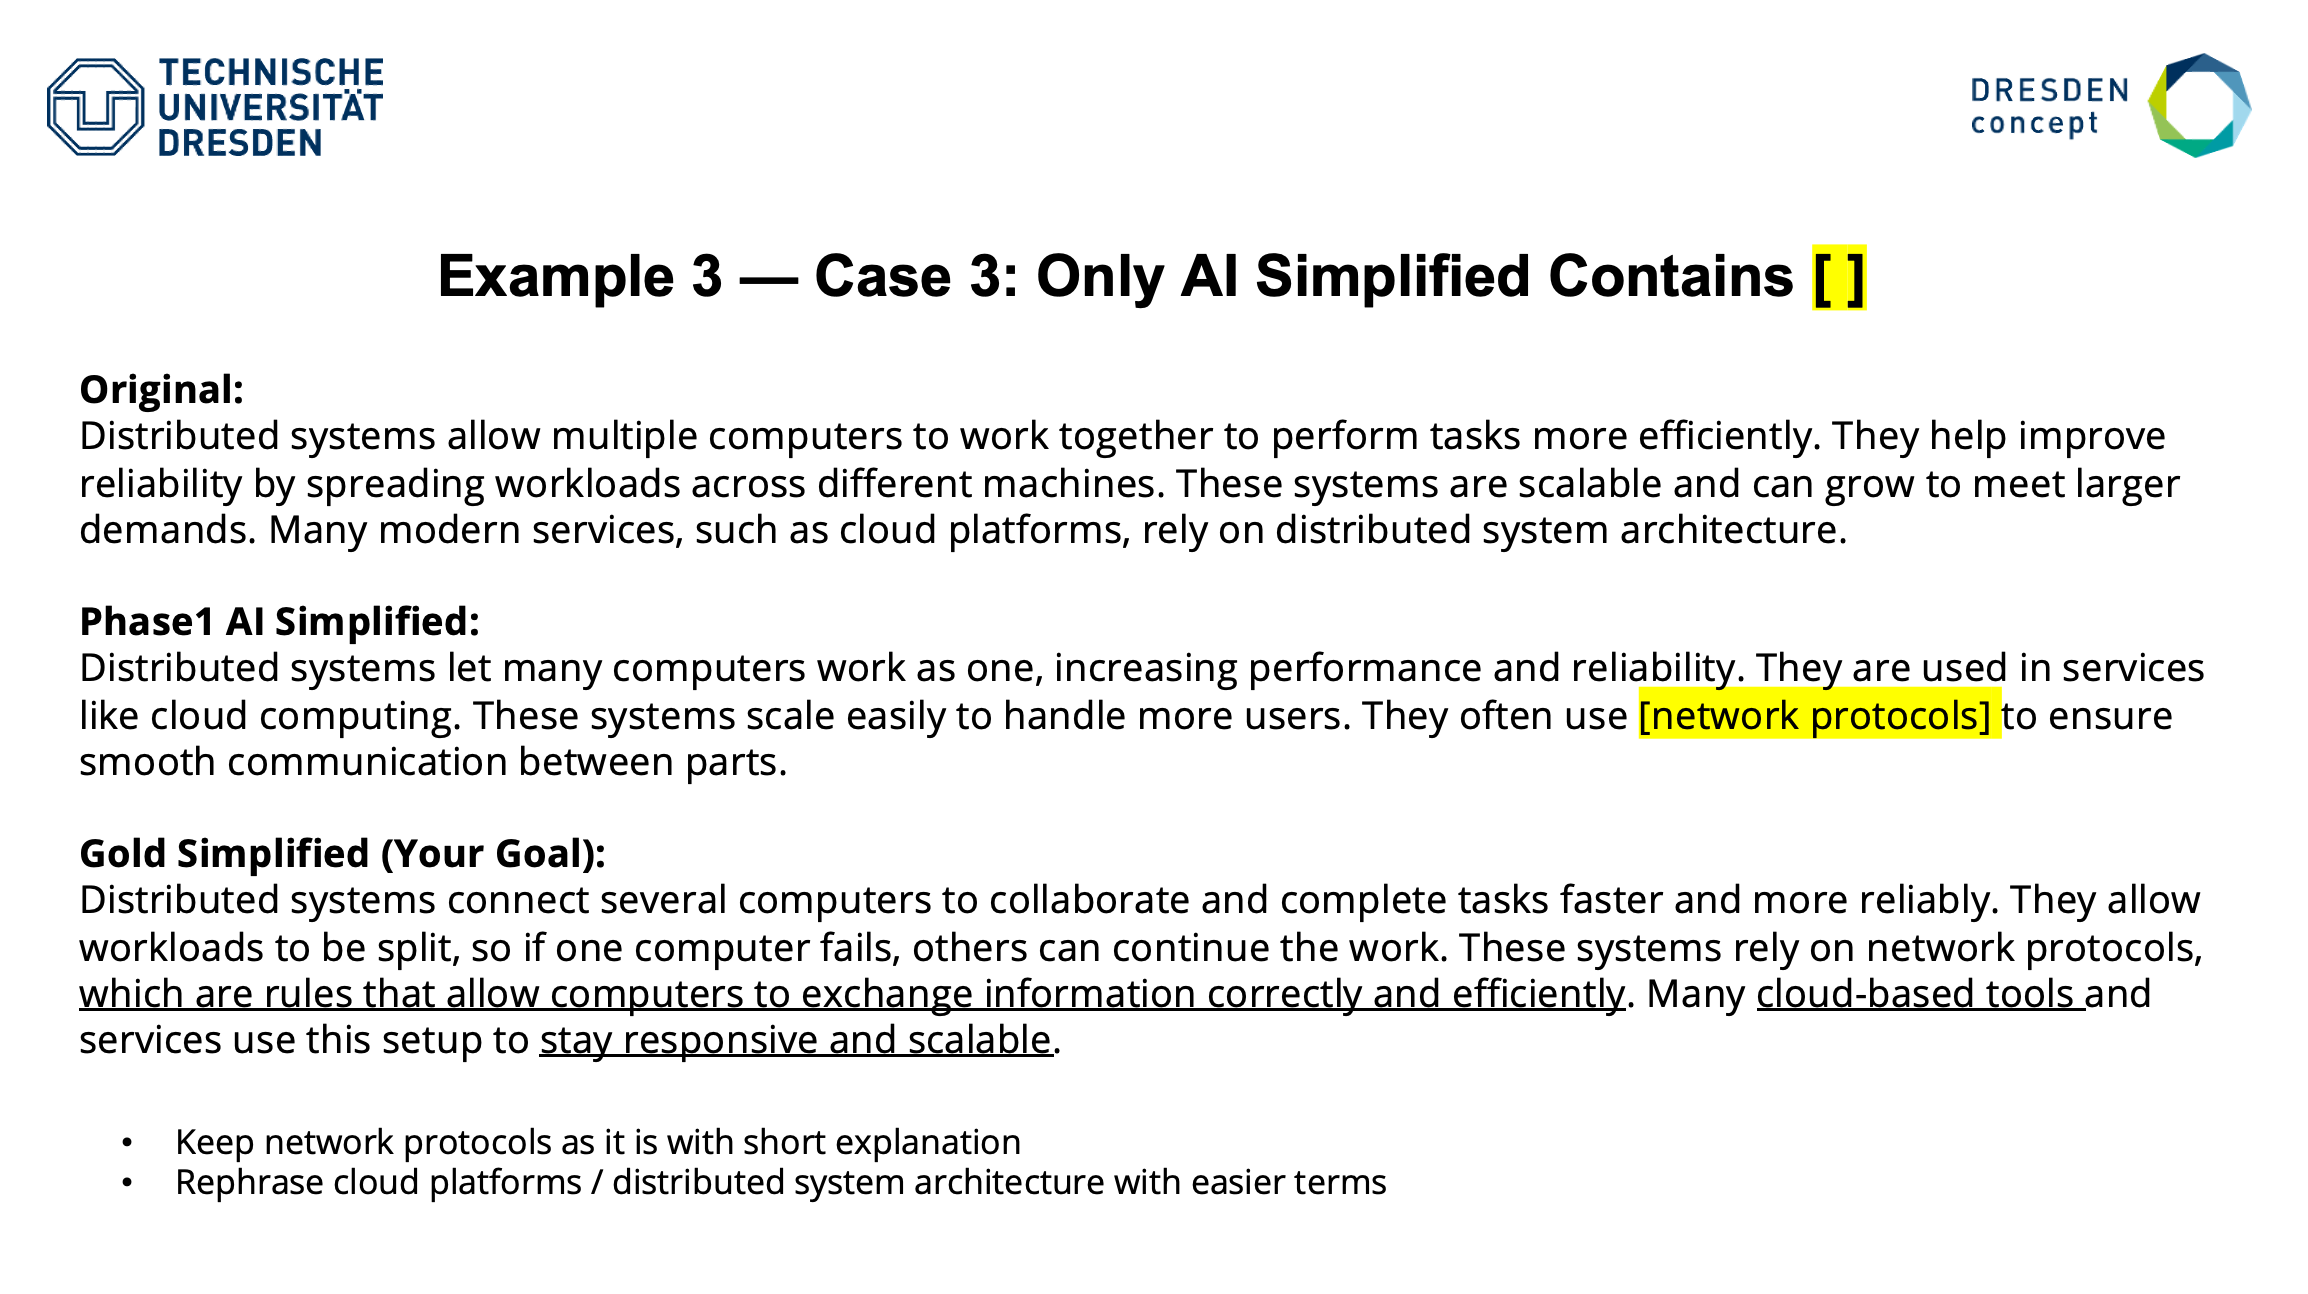 TECHNISCHE
UNIVERSITÄT
DRESDEN
DRESDEN
concept
Example 3 — Case 3: Only AI Simplified Contains [ ]
Original:
Distributed systems allow multiple computers to work together to perform tasks more efficiently. They help improve
reliability by spreading workloads across different machines. These systems are scalable and can grow to meet larger
demands. Many modern services, such as cloud platforms, rely on distributed system architecture.
Phase1 AI Simplified:
Distributed systems let many computers work as one, increasing performance and reliability. They are used in services
like cloud computing. These systems scale easily to handle more users. They often use [network protocols] to ensure
smooth communication between parts.
Gold Simplified (Your Goal):
Distributed systems connect several computers to collaborate and complete tasks faster and more reliably. They allow
workloads to be split, so if one computer fails, others can continue the work. These systems rely on network protocols,
which are rules that allow computers to exchange information correctly and efficiently. Many cloud-based tools and
services use this setup to stay responsive and scalable.
• Keep network protocols as it is with short explanation
• Rephrase cloud platforms / distributed system architecture with easier terms